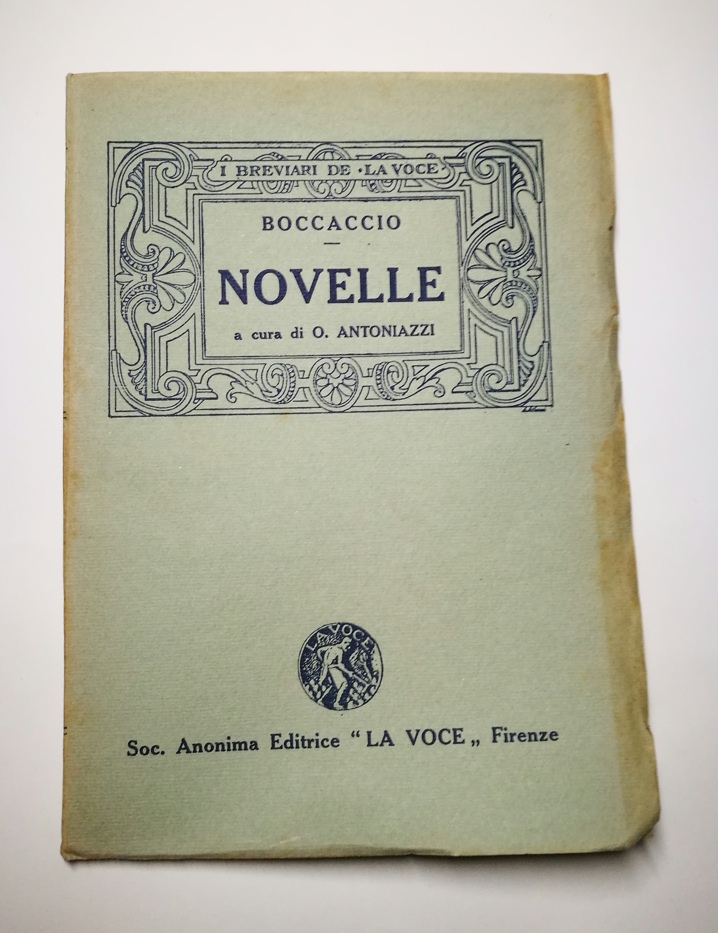 I BREVIARI DE · LA VOCE ·
BOCCACCIO
NOVELLE
a cura di O. ANTONIAZZI
LA VOCE
Soc. Anonima Editrice “ LA VOCE „ Firenze